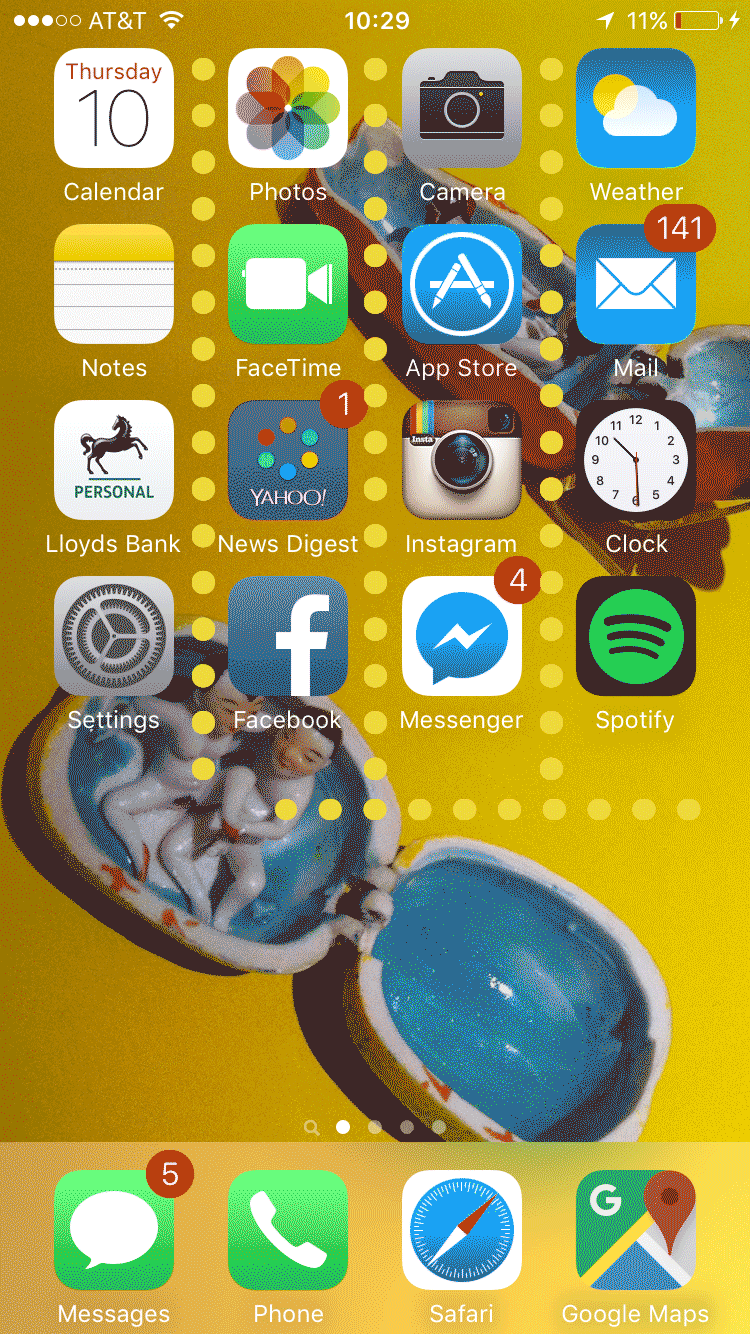 AT&T 10:29 11%
Thursday
10
Calendar Photos Camera Weather
141
Notes FaceTime App Store Mail
1
Insta
12
11 1
10 2
9 3
8 4
7 5
6
PERSONAL YAHOO!
Lloyds Bank News Digest Instagram Clock
4
f
Settings Facebook Messenger Spotify
5
G
Messages Phone Safari Google Maps